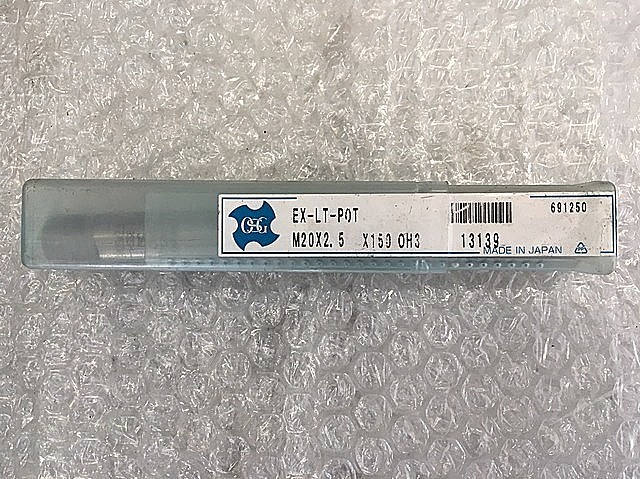 OSG
EX-LT-POT
M20X2.5 X150 OH3
13139
691250
MADE IN JAPAN